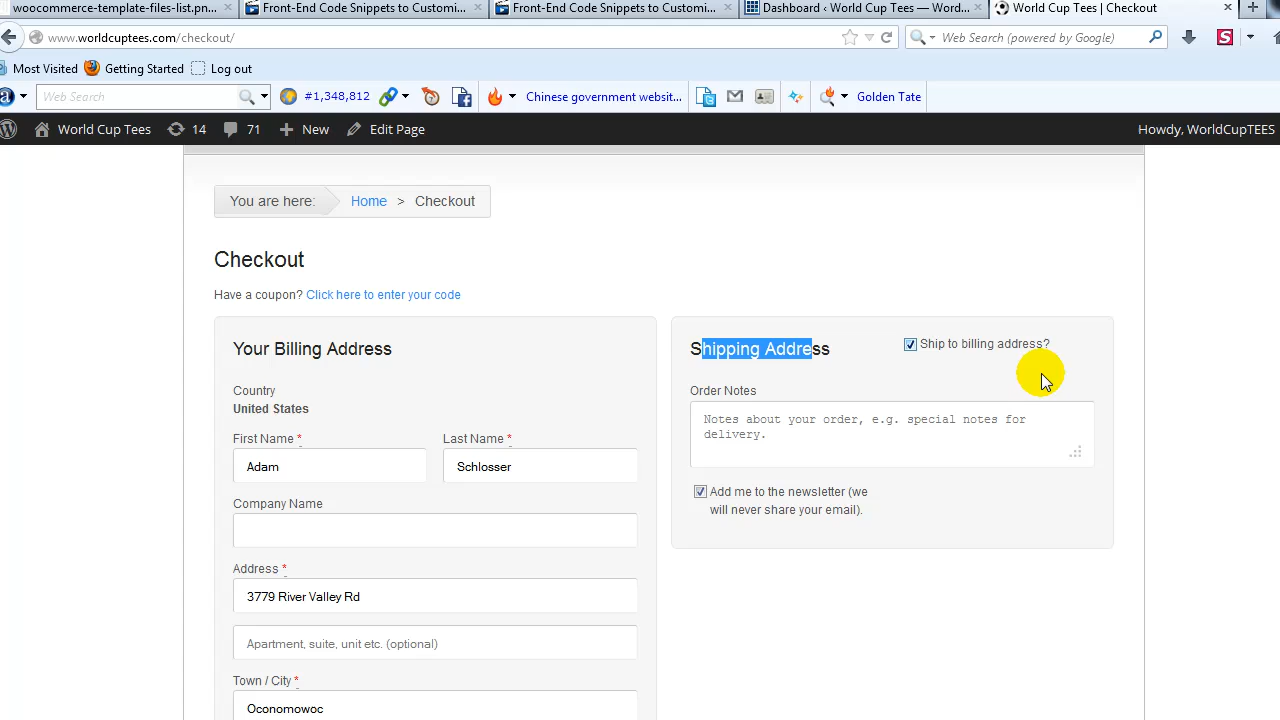 woocommerce-template-files-list.pn...
Front-End Code Snippets to Customi...
Front-End Code Snippets to Customi...
Dashboard ‹ World Cup Tees — Word...
World Cup Tees | Checkout
www.worldcuptees.com/checkout/
Web Search (powered by Google)
Most Visited
Getting Started
Log out
Web Search
#1,348,812
Chinese government websit...
Golden Tate
World Cup Tees
14
71
New
Edit Page
Howdy, WorldCupTEES
You are here:
Home > Checkout
Checkout
Have a coupon? Click here to enter your code
Your Billing Address
Country
United States
First Name *
Last Name *
Adam
Schlosser
Company Name
Address *
3779 River Valley Rd
Apartment, suite, unit etc. (optional)
Town / City *
Oconomowoc
Shipping Address
Ship to billing address?
Order Notes
Notes about your order, e.g. special notes for
delivery.
Add me to the newsletter (we
will never share your email).